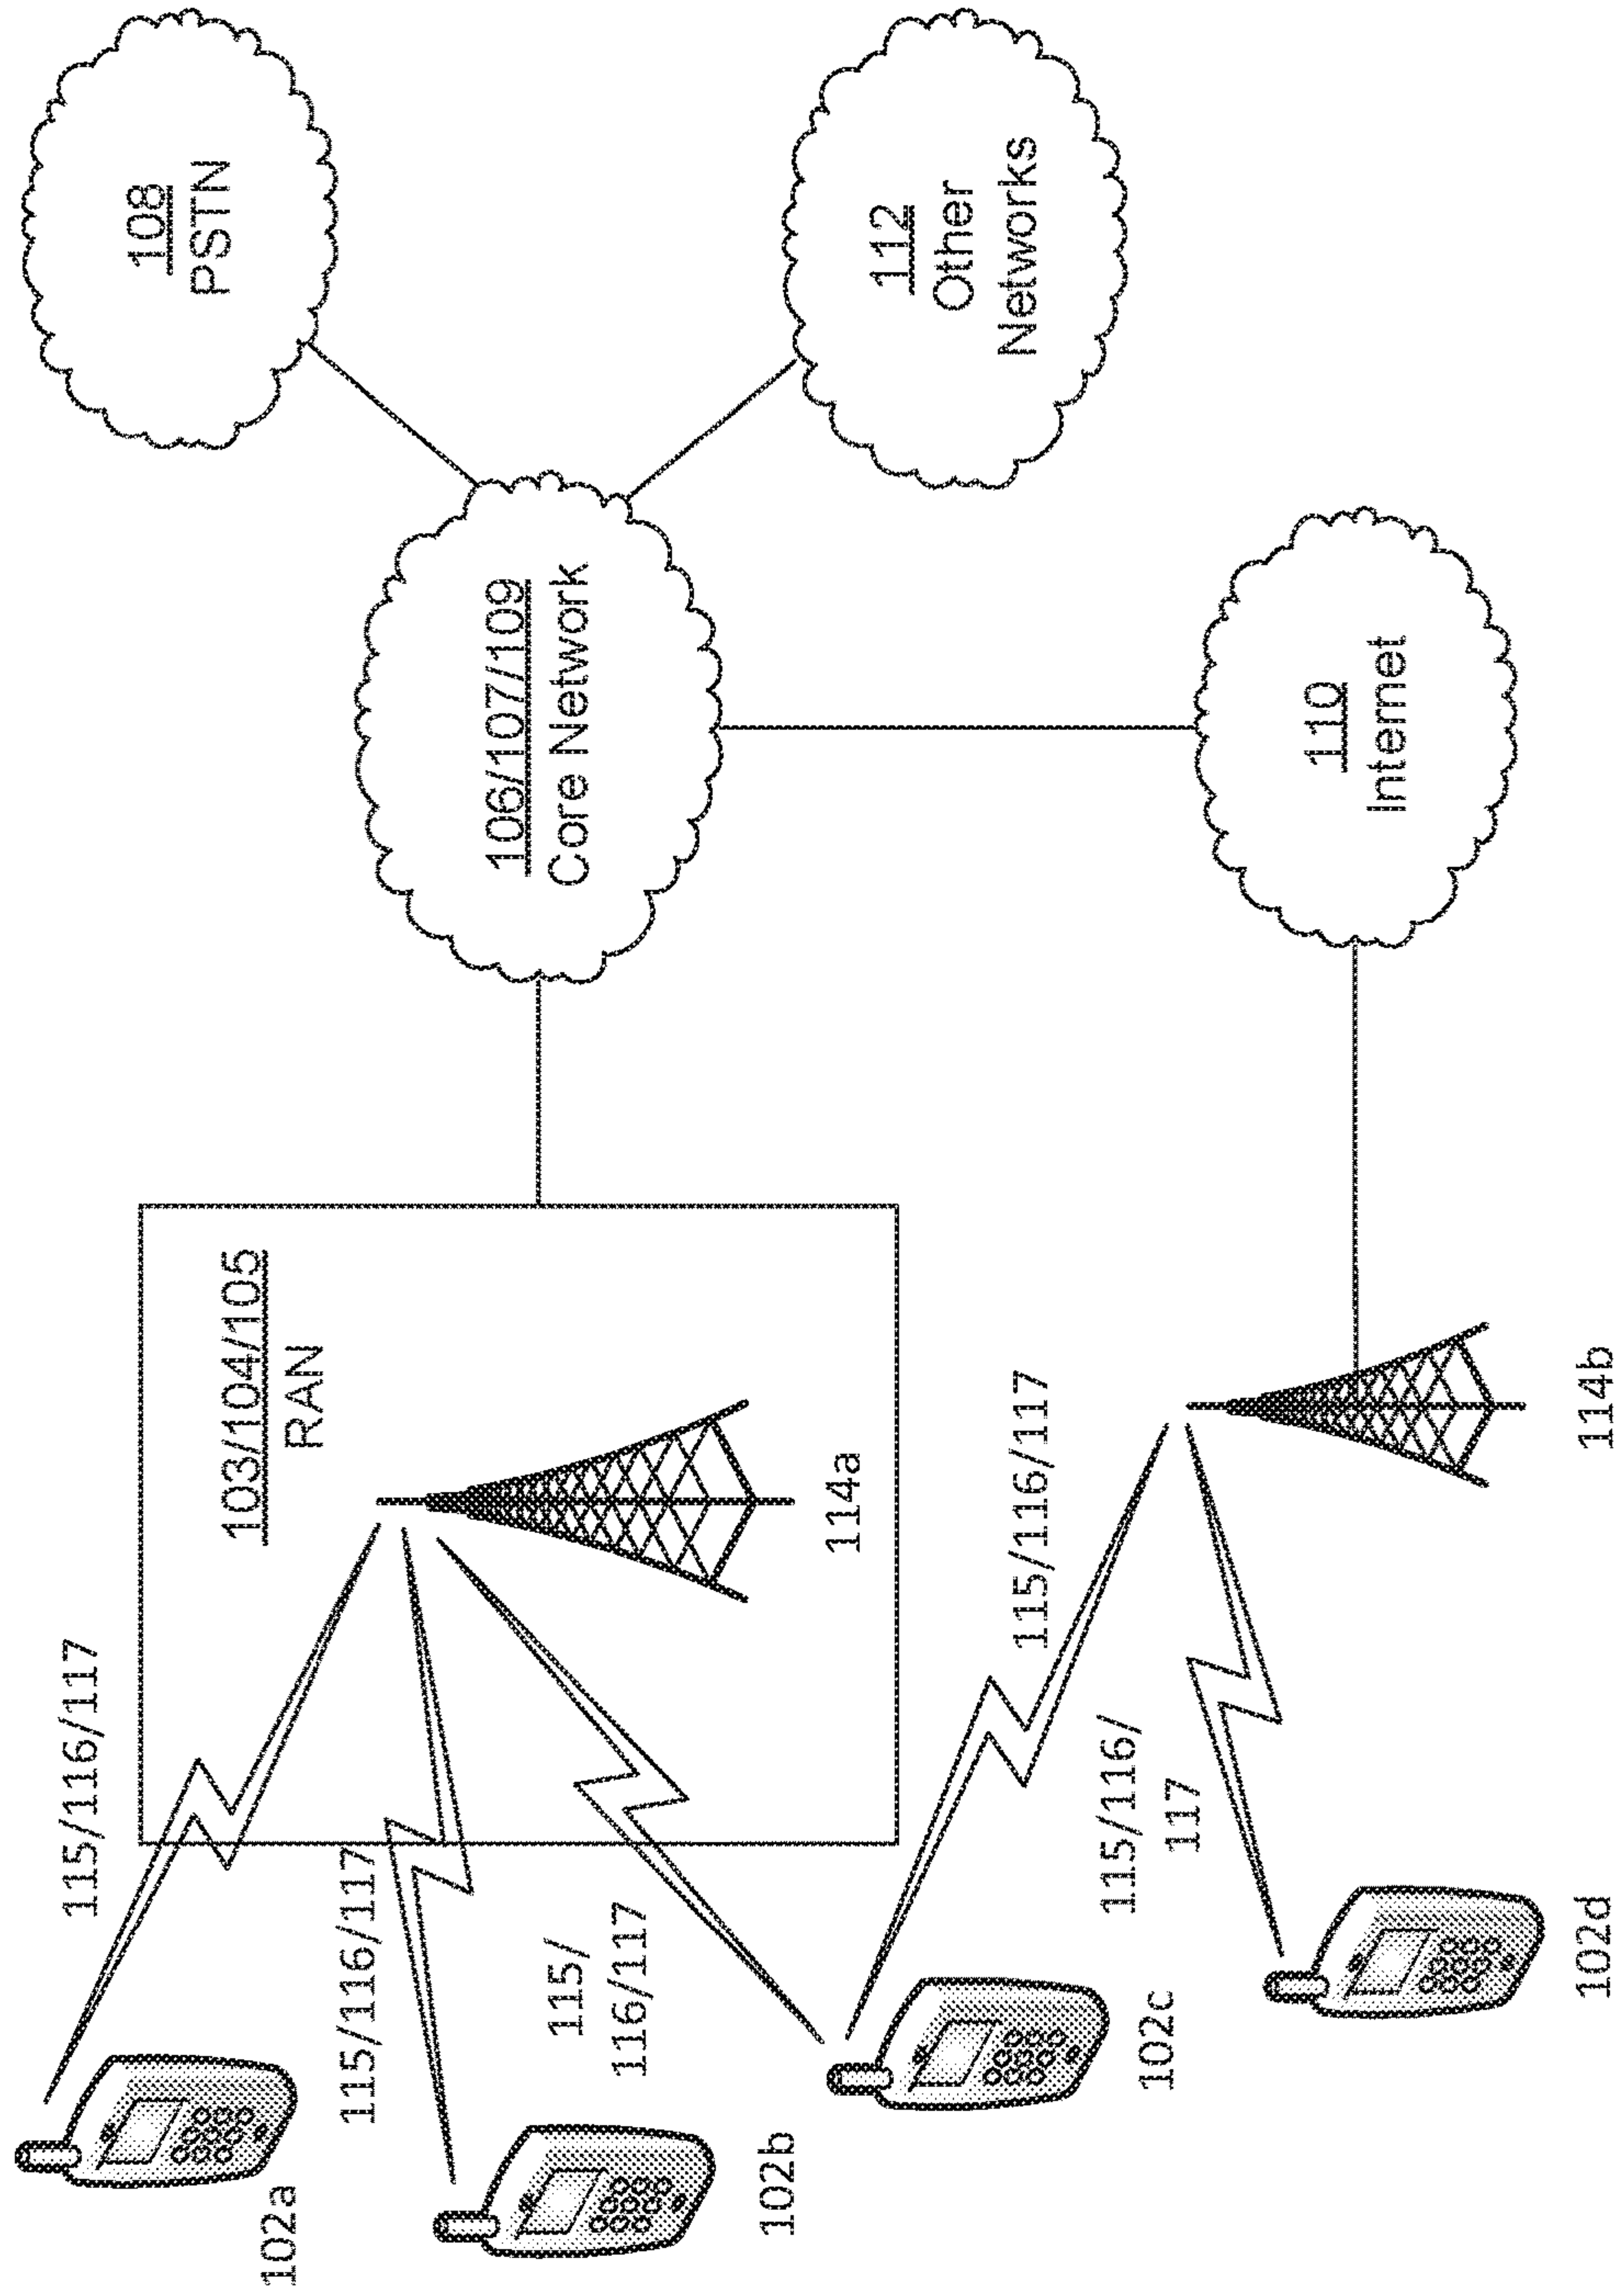 115/116/117
102a
103/104/105
RAN
108
PSTN
115/116/117
102b
115/
116/117
114a
106/107/109
Core Network
112
Other
Networks
102c
115/116/117
115/116/
117
102d
114b
110
Internet